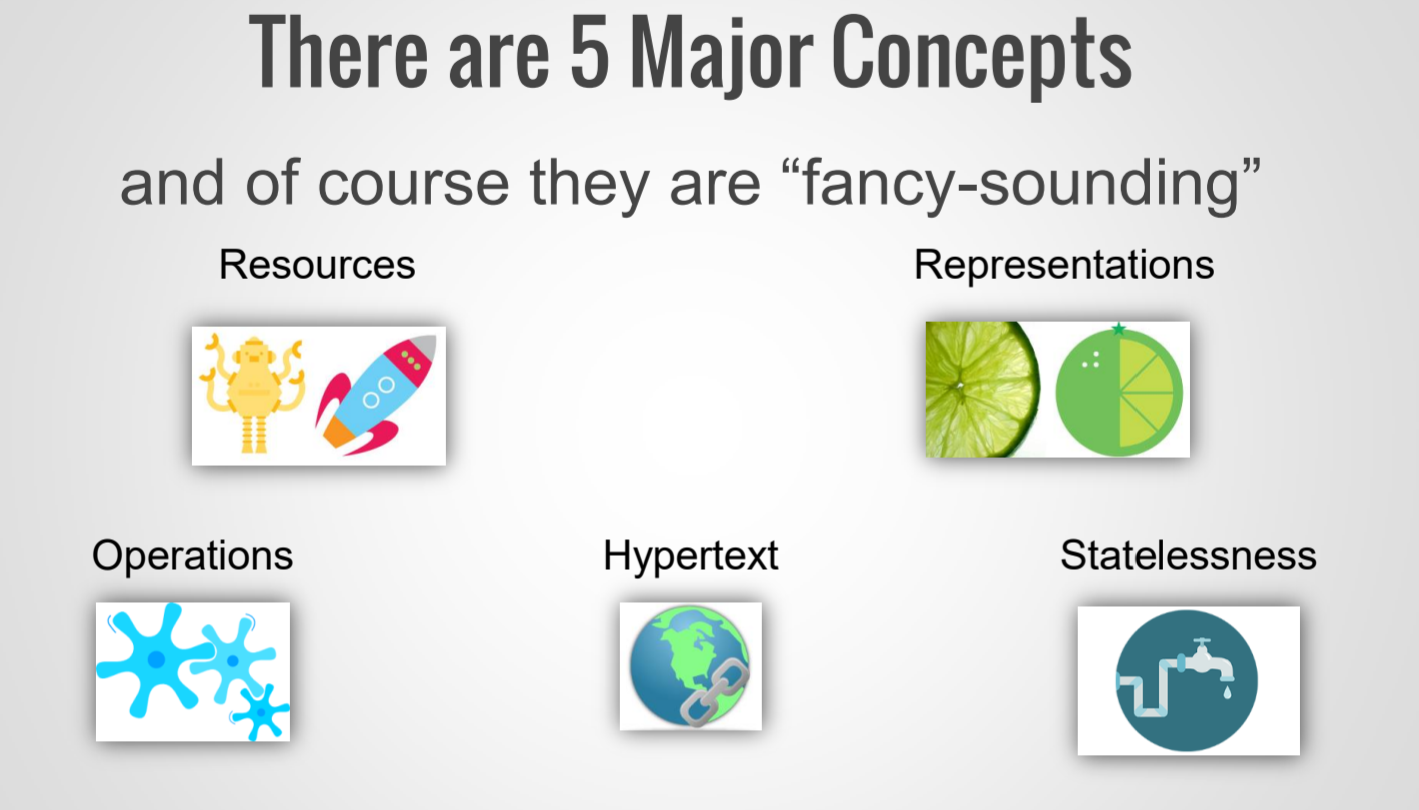 There are 5 Major Concepts
and of course they are “fancy-sounding”
Resources
Representations
Operations
Hypertext
Statelessness